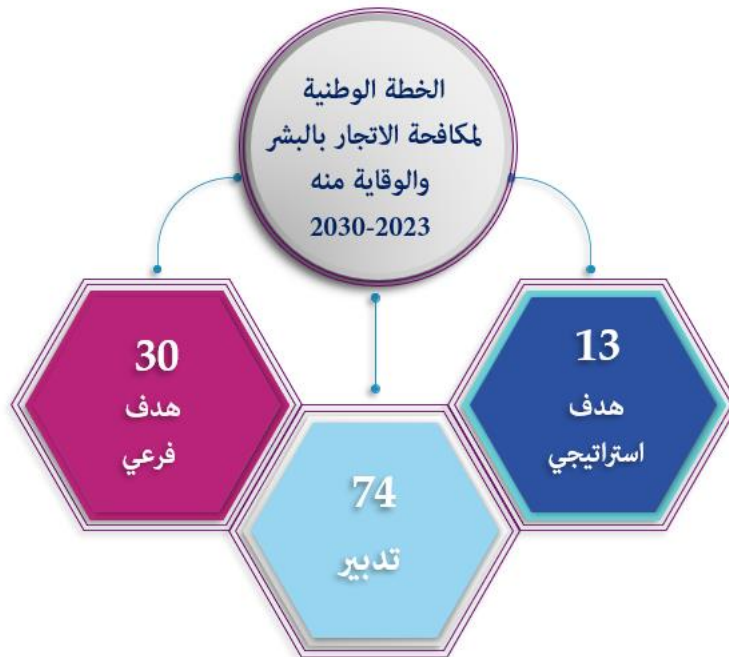 الخطة الوطنية
لمكافحة الاتجار بالبشر
والوقاية منه
2030-2023
13
هدف
استراتيجي
74
تدبير
30
هدف
فرعي